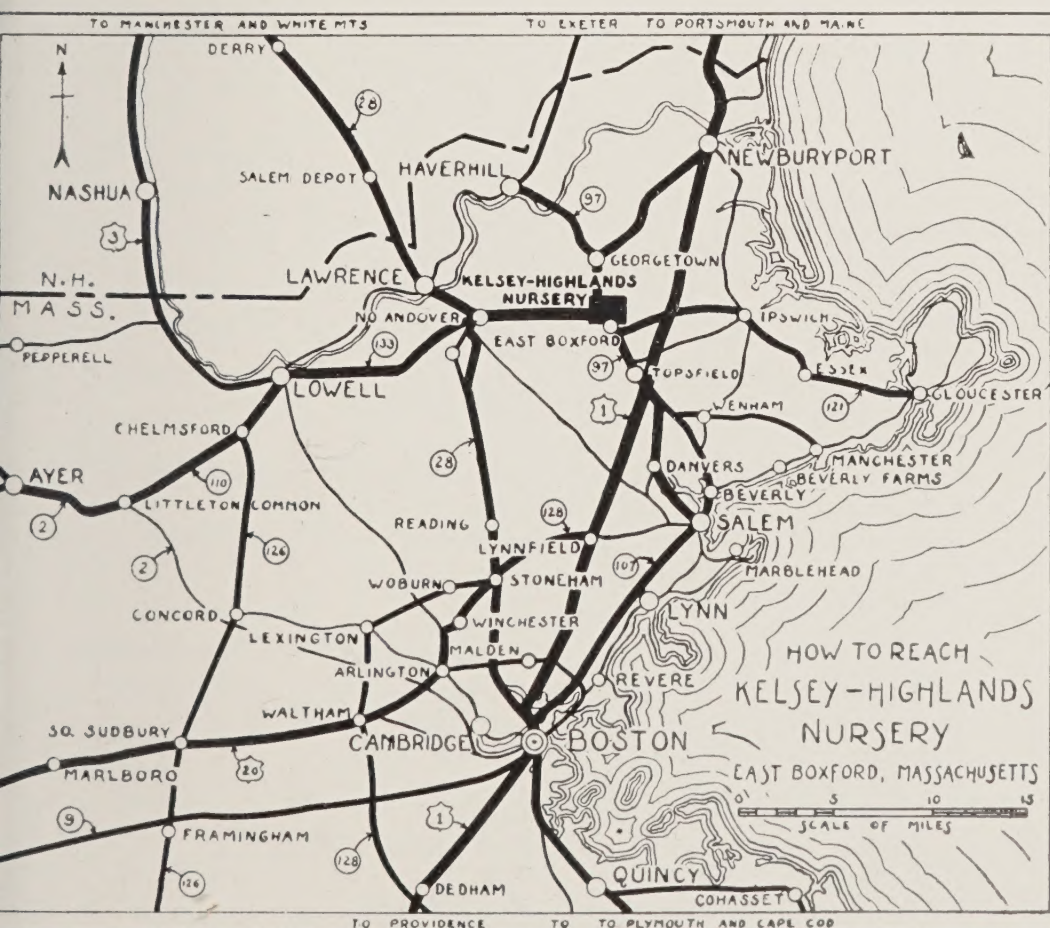 TO MANCHESTER AND WHITE MTS
TO EXETER
TO PORTSMOUTH AND MAINE
N
DERRY
28
NEWBURYPORT
HAVERHILL
SALEM DEPOT
NASHUA
97
3
GEORGETOWN
LAWRENCE
KELSEY-HIGHLANDS
NURSERY
N.H.
MASS.
NO ANDOVER
IPSWICH
EAST BOXFORD
PEPPERELL
133
97
TOPSFIELD
ESSEX
LOWELL
GLOUCESTER
1
WENHAM
121
CHELMSFORD
28
DANVERS
MANCHESTER
BEVERLY FARMS
AYER
110
BEVERLY
LITTLETON COMMON
2
READING
128
SALEM
126
LYNNFIELD
2
107
MARBLEHEAD
WOBURN
STONEHAM
CONCORD
LYNN
LEXINGTON
WINCHESTER
MALDEN
ARLINGTON
REVERE
HOW TO REACH
KELSEY-HIGHLANDS
NURSERY
EAST BOXFORD, MASSACHUSETTS
WALTHAM
SO. SUDBURY
CAMBRIDGE
BOSTON
20
MARLBORO
0 5 10 15
SCALE OF MILES
9
1
FRAMINGHAM
128
126
DEDHAM
QUINCY
COHASSET
TO PROVIDENCE
TO
TO PLYMOUTH AND CAPE COD